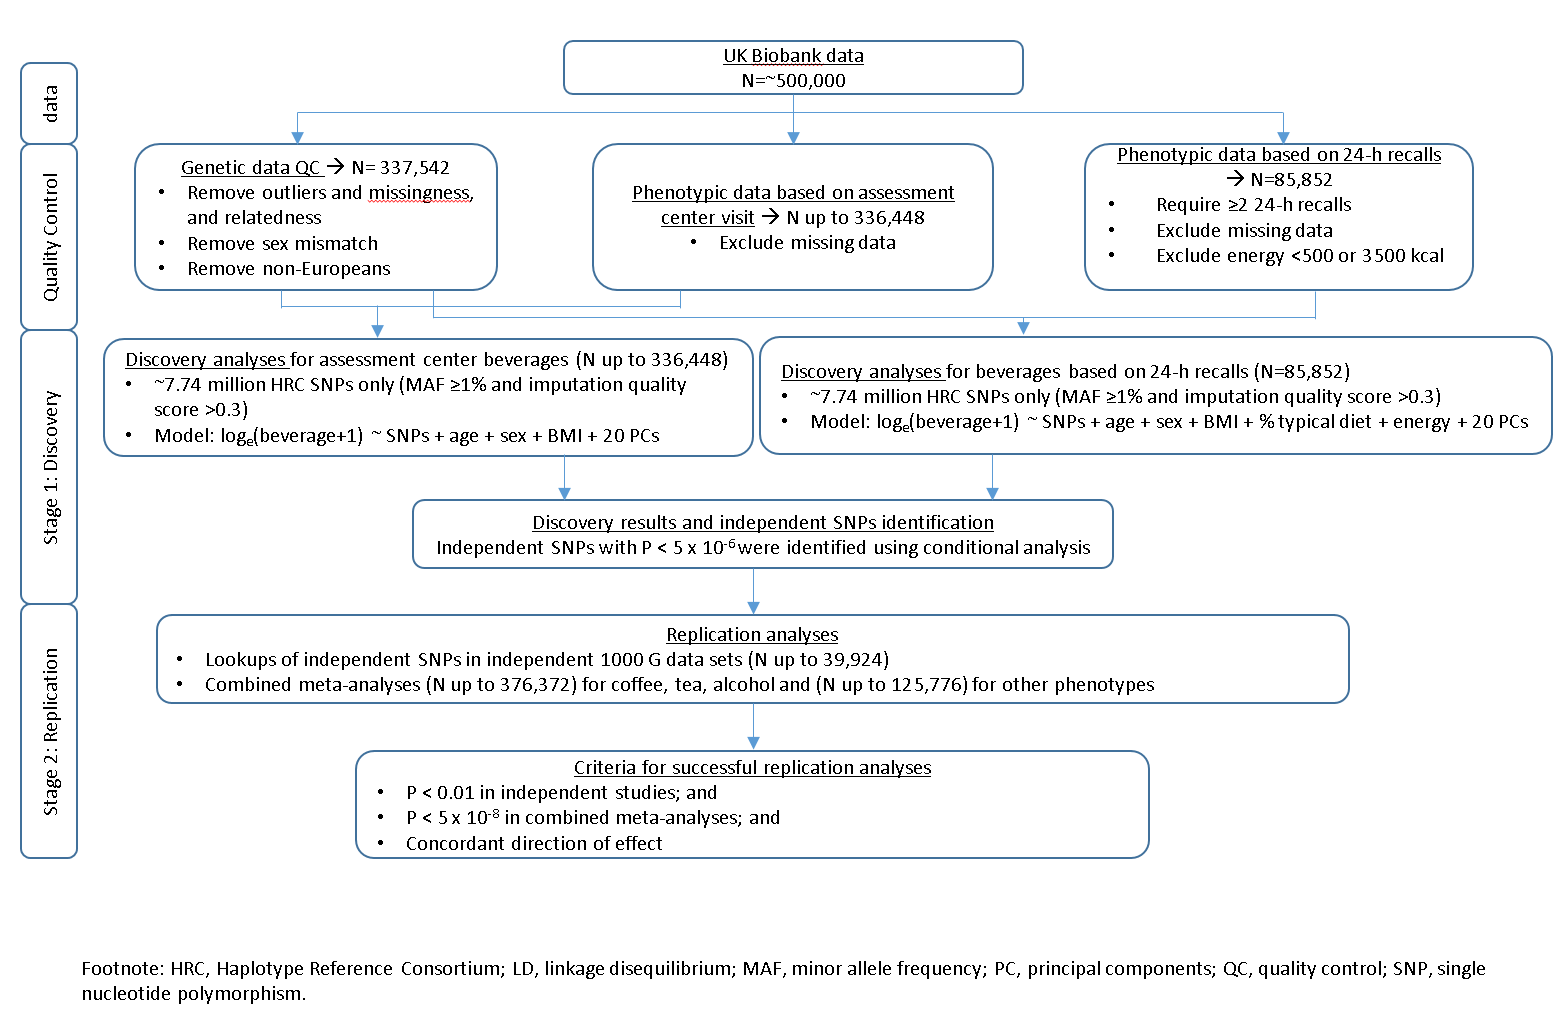 UK Biobank data
N=~500,000
data
Quality Control
Genetic data QC → N= 337,542
• Remove outliers and missingness,
and relatedness
• Remove sex mismatch
• Remove non-Europeans
Phenotypic data based on assessment
center visit → N up to 336,448
• Exclude missing data
Phenotypic data based on 24-h recalls
→ N=85,852
• Require ≥2 24-h recalls
• Exclude missing data
• Exclude energy <500 or 3500 kcal
Stage 1: Discovery
Discovery analyses for assessment center beverages (N up to 336,448)
• ~7.74 million HRC SNPs only (MAF ≥1% and imputation quality
score >0.3)
• Model: logₑ(beverage+1) ~ SNPs + age + sex + BMI + 20 PCs
Discovery analyses for beverages based on 24-h recalls (N=85,852)
• ~7.74 million HRC SNPs only (MAF ≥1% and imputation quality score >0.3)
• Model: logₑ(beverage+1) ~ SNPs + age + sex + BMI + % typical diet + energy + 20 PCs
Discovery results and independent SNPs identification
Independent SNPs with P < 5 x 10⁻⁶ were identified using conditional analysis
Stage 2: Replication
Replication analyses
• Lookups of independent SNPs in independent 1000 G data sets (N up to 39,924)
• Combined meta-analyses (N up to 376,372) for coffee, tea, alcohol and (N up to 125,776) for other phenotypes
Criteria for successful replication analyses
• P < 0.01 in independent studies; and
• P < 5 x 10⁻⁸ in combined meta-analyses; and
• Concordant direction of effect
Footnote: HRC, Haplotype Reference Consortium; LD, linkage disequilibrium; MAF, minor allele frequency; PC, principal components; QC, quality control; SNP, single
nucleotide polymorphism.